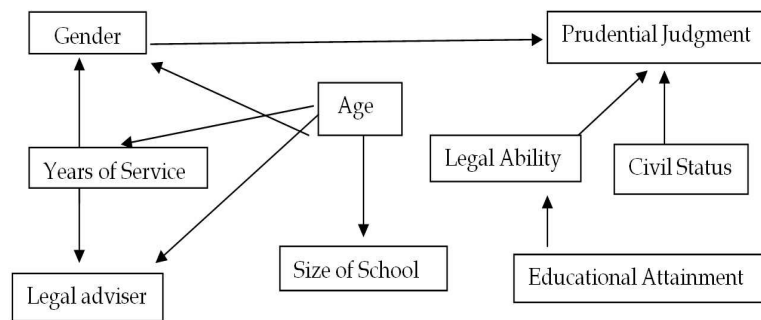 Gender
Prudential Judgment
Age
Legal Ability
Civil Status
Years of Service
Size of School
Educational Attainment
Legal adviser